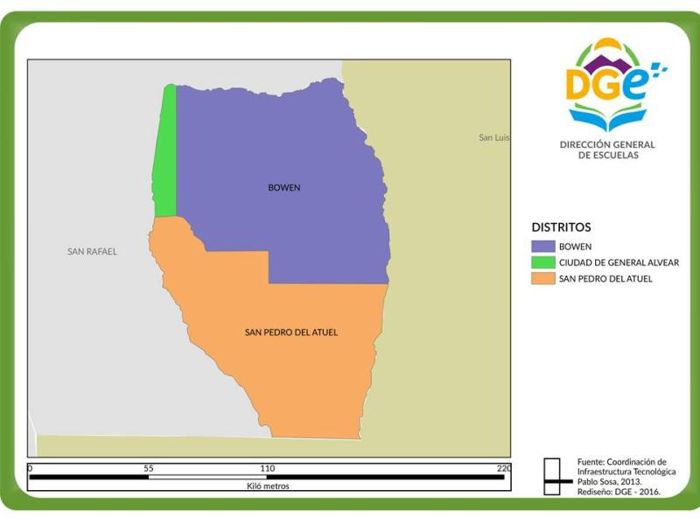 DGe
DIRECCIÓN GENERAL
DE ESCUELAS
San Luis
BOWEN
SAN RAFAEL
SAN PEDRO DEL ATUEL
DISTRITOS
BOWEN
CIUDAD DE GENERAL ALVEAR
SAN PEDRO DEL ATUEL
0 55 110 220
Kiló metros
Fuente: Coordinación de
Infraestructura Tecnológica
Pablo Sosa, 2013.
Rediseño: DGE - 2016.